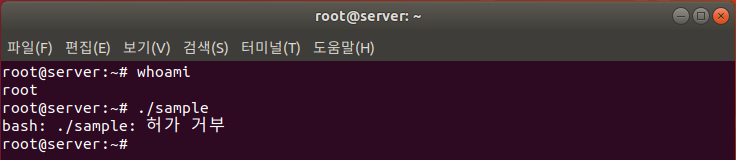 root@server: ~
파일(F) 편집(E) 보기(V) 검색(S) 터미널(T) 도움말(H)
root@server:~# whoami
root
root@server:~# ./sample
bash: ./sample: 허가 거부
root@server:~#